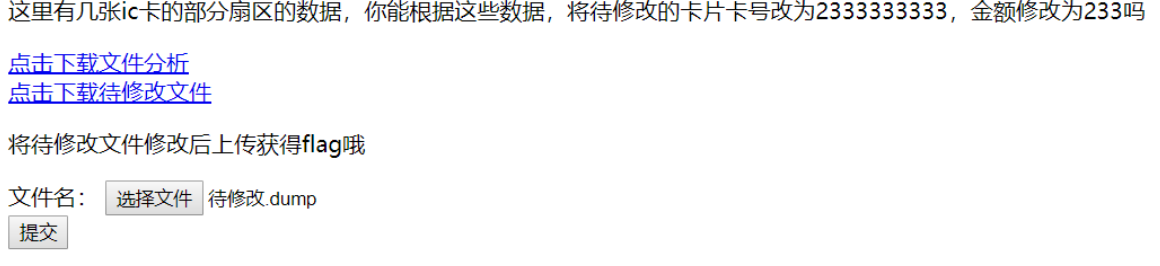 这里有几张ic卡的部分扇区的数据，你能根据这些数据，将待修改的卡片卡号改为2333333333，金额修改为233吗
点击下载文件分析
点击下载待修改文件
将待修改文件修改后上传获得flag哦
文件名： 选择文件 待修改.dump
提交